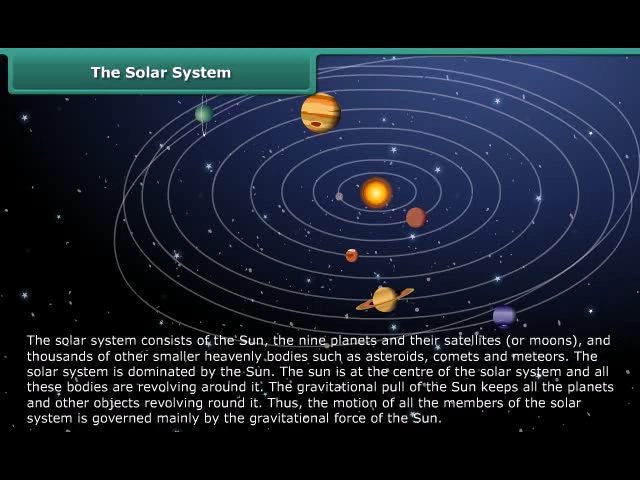 The Solar System
The solar system consists of the Sun, the nine planets and their satellites (or moons), and
thousands of other smaller heavenly bodies such as asteroids, comets and meteors. The
solar system is dominated by the Sun. The sun is at the centre of the solar system and all
these bodies are revolving around it. The gravitational pull of the Sun keeps all the planets
and other objects revolving round it. Thus, the motion of all the members of the solar
system is governed mainly by the gravitational force of the Sun.